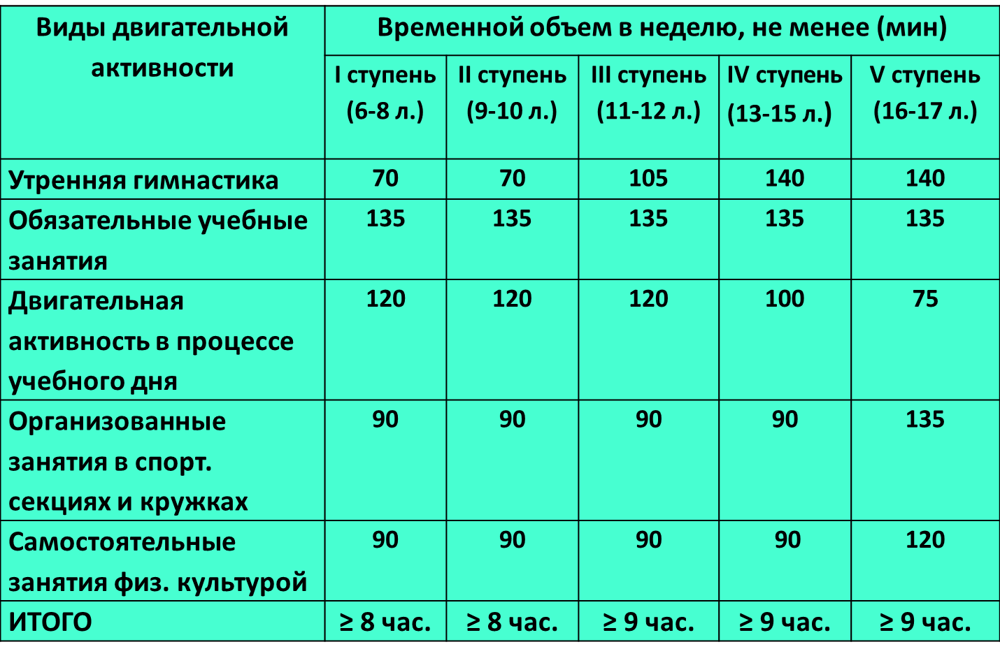 Виды двигательной
активности
Временной объем в неделю, не менее (мин)
I ступень
(6-8 л.)
II ступень
(9-10 л.)
III ступень
(11-12 л.)
IV ступень
(13-15 л.)
V ступень
(16-17 л.)
Утренняя гимнастика
70
70
105
140
140
Обязательные учебные
занятия
135
135
135
135
135
Двигательная
активность в процессе
учебного дня
120
120
120
100
75
Организованные
занятия в спорт.
секциях и кружках
90
90
90
90
135
Самостоятельные
занятия физ. культурой
90
90
90
90
120
ИТОГО
≥ 8 час.
≥ 8 час.
≥ 9 час.
≥ 9 час.
≥ 9 час.